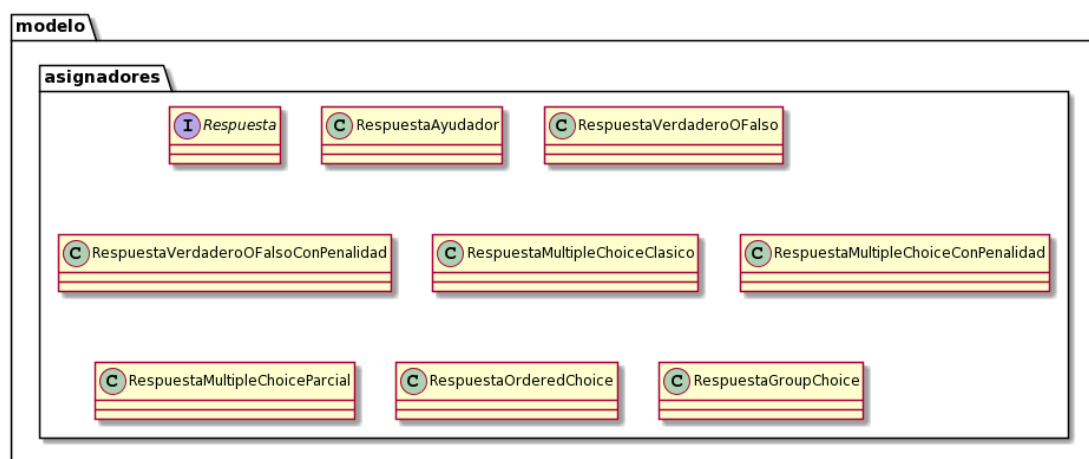 modelo
asignadores
I Respuesta
C RespuestaAyudador
C RespuestaVerdaderoOFalso
C RespuestaVerdaderoOFalsoConPenalidad
C RespuestaMultipleChoiceClasico
C RespuestaMultipleChoiceConPenalidad
C RespuestaMultipleChoiceParcial
C RespuestaOrderedChoice
C RespuestaGroupChoice